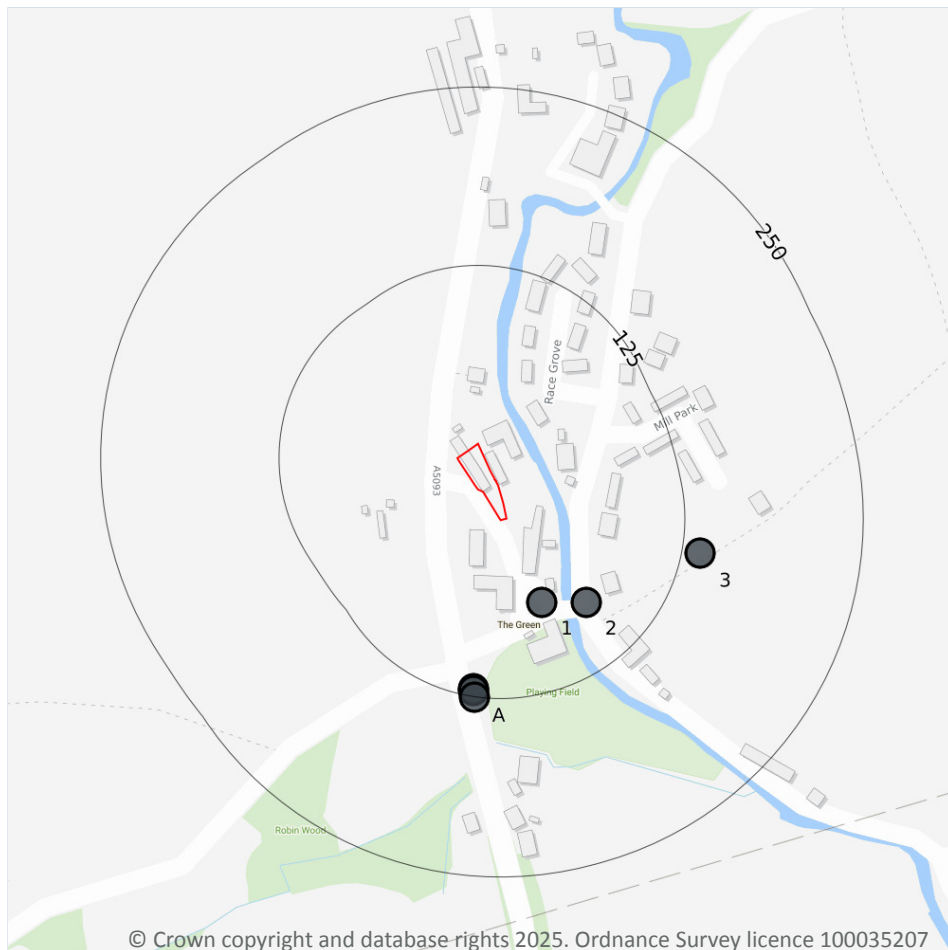 250
125
Race Grove
Mill Park
A5093
3
The Green
1
2
Playing Field
A
Robin Wood
© Crown copyright and database rights 2025. Ordnance Survey licence 100035207